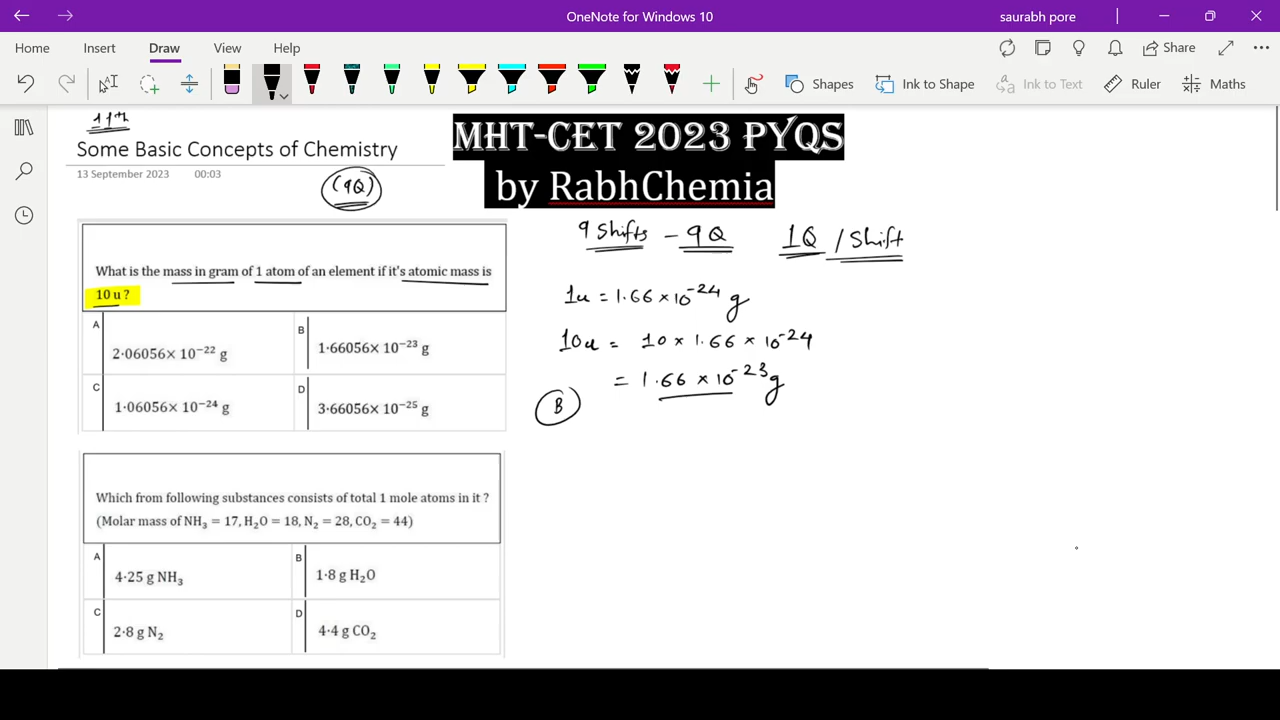 OneNote for Windows 10
saurabh pore
Home Insert Draw View Help
Share
Shapes Ink to Shape Ink to Text Ruler Maths
11th
Some Basic Concepts of Chemistry
13 September 2023 00:03
(9Q)
MHT-CET 2023 PYQS
by RabhChemia
9 Shifts - 9Q 1Q / Shift
What is the mass in gram of 1 atom of an element if it's atomic mass is
10 u ?
A 2·06056× 10⁻²² g
B 1·66056× 10⁻²³ g
C 1·06056× 10⁻²⁴ g
D 3·66056× 10⁻²⁵ g
1u = 1.66 × 10⁻²⁴ g
10u = 10 × 1.66 × 10⁻²⁴
= 1.66 × 10⁻²³ g
B
Which from following substances consists of total 1 mole atoms in it ?
(Molar mass of NH₃ = 17, H₂O = 18, N₂ = 28, CO₂ = 44)
A 4·25 g NH₃
B 1·8 g H₂O
C 2·8 g N₂
D 4·4 g CO₂